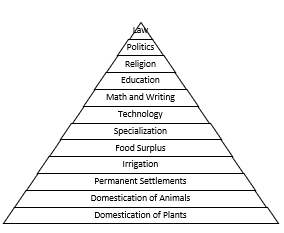 Law
Politics
Religion
Education
Math and Writing
Technology
Specialization
Food Surplus
Irrigation
Permanent Settlements
Domestication of Animals
Domestication of Plants